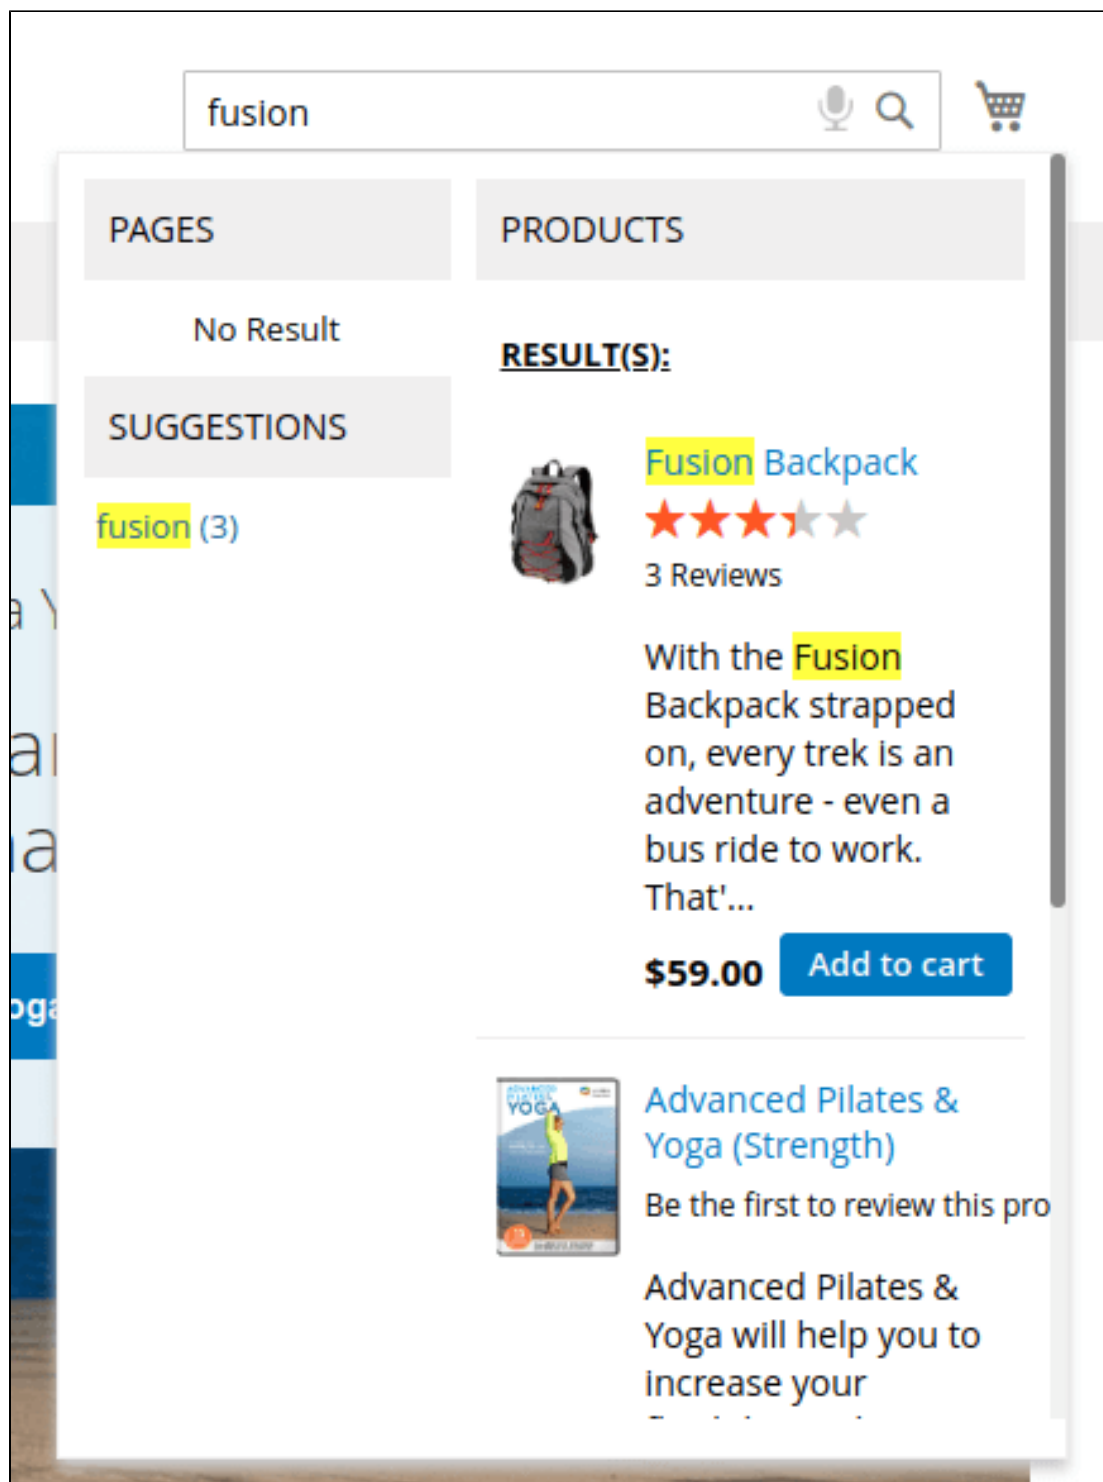 fusion
PAGES
No Result
SUGGESTIONS
fusion (3)
PRODUCTS
RESULT(S):
Fusion Backpack
3 Reviews
With the Fusion
Backpack strapped
on, every trek is an
adventure - even a
bus ride to work.
That'...
$59.00 Add to cart
YOGA
Advanced Pilates &
Yoga (Strength)
Be the first to review this pro
Advanced Pilates &
Yoga will help you to
increase your